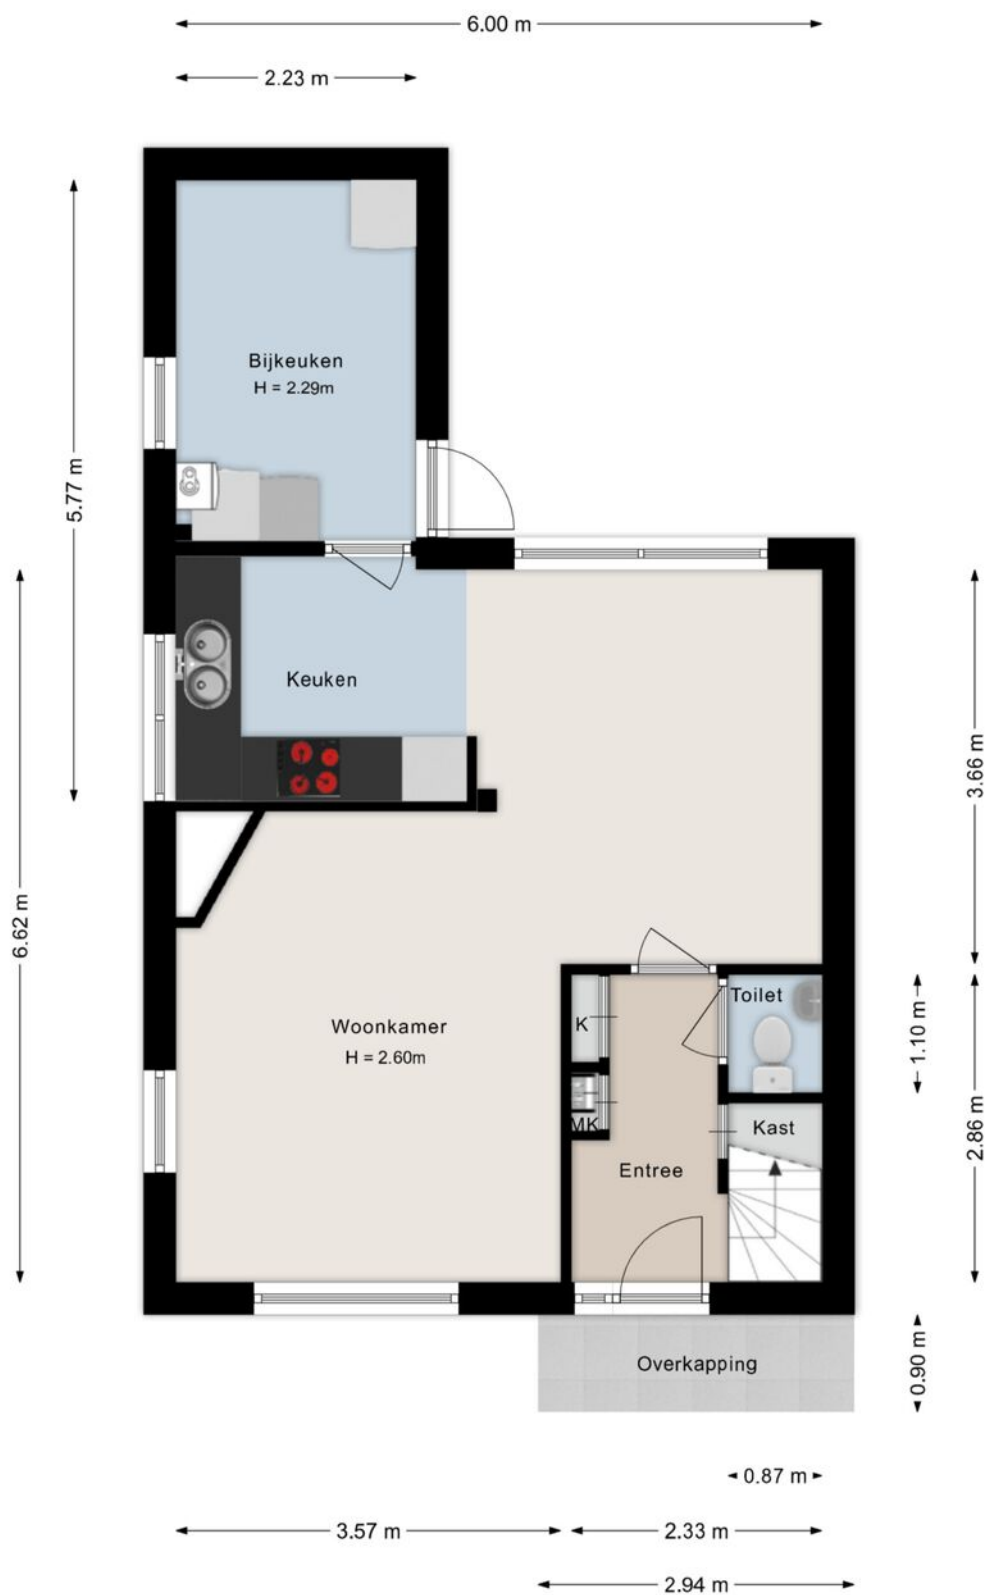 6.00 m
2.23 m
Bijkeuken
H = 2.29m
5.77 m
Keuken
3.66 m
6.62 m
Toilet
K
Woonkamer
H = 2.60m
1.10 m
MK
Kast
2.86 m
Entree
Overkapping
0.90 m
0.87 m
3.57 m
2.33 m
2.94 m